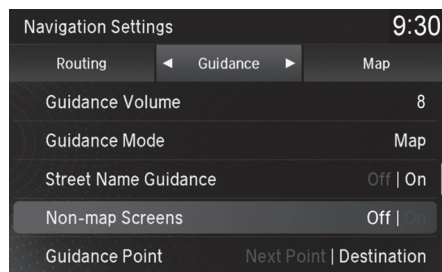 Navigation Settings 9:30
Routing ◄ Guidance ► Map
Guidance Volume 8
Guidance Mode Map
Street Name Guidance Off | On
Non-map Screens Off | On
Guidance Point Next Point | Destination